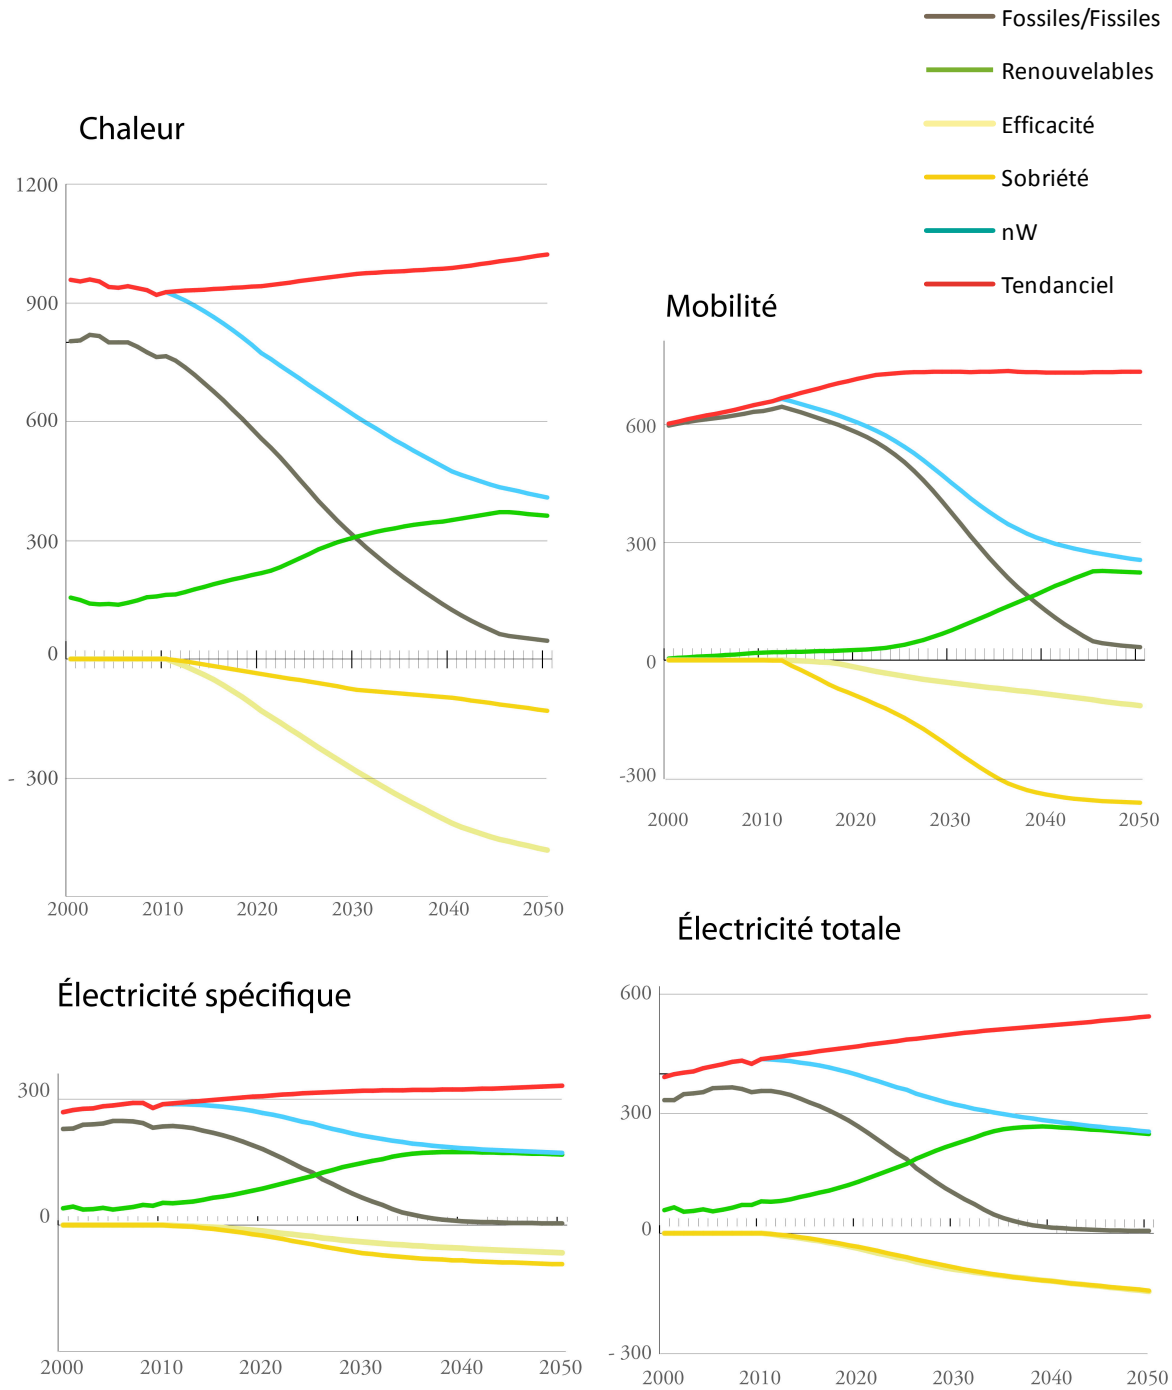 Fossiles/Fissiles
Renouvelables
Efficacité
Sobriété
nW
Tendanciel
Chaleur
1200
900
600
300
0
- 300
2000 2010 2020 2030 2040 2050
Mobilité
600
300
0
-300
2000 2010 2020 2030 2040 2050
Électricité spécifique
300
0
2000 2010 2020 2030 2040 2050
Électricité totale
600
300
0
- 300
2000 2010 2020 2030 2040 2050